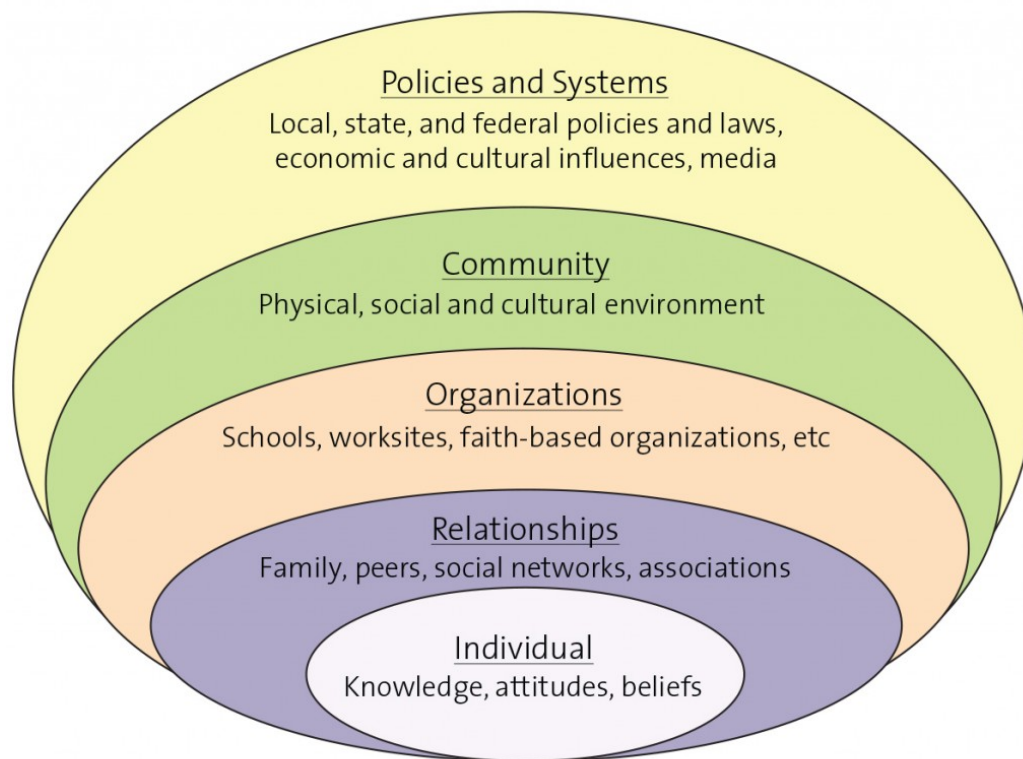 Policies and Systems
Local, state, and federal policies and laws,
economic and cultural influences, media
Community
Physical, social and cultural environment
Organizations
Schools, worksites, faith-based organizations, etc
Relationships
Family, peers, social networks, associations
Individual
Knowledge, attitudes, beliefs